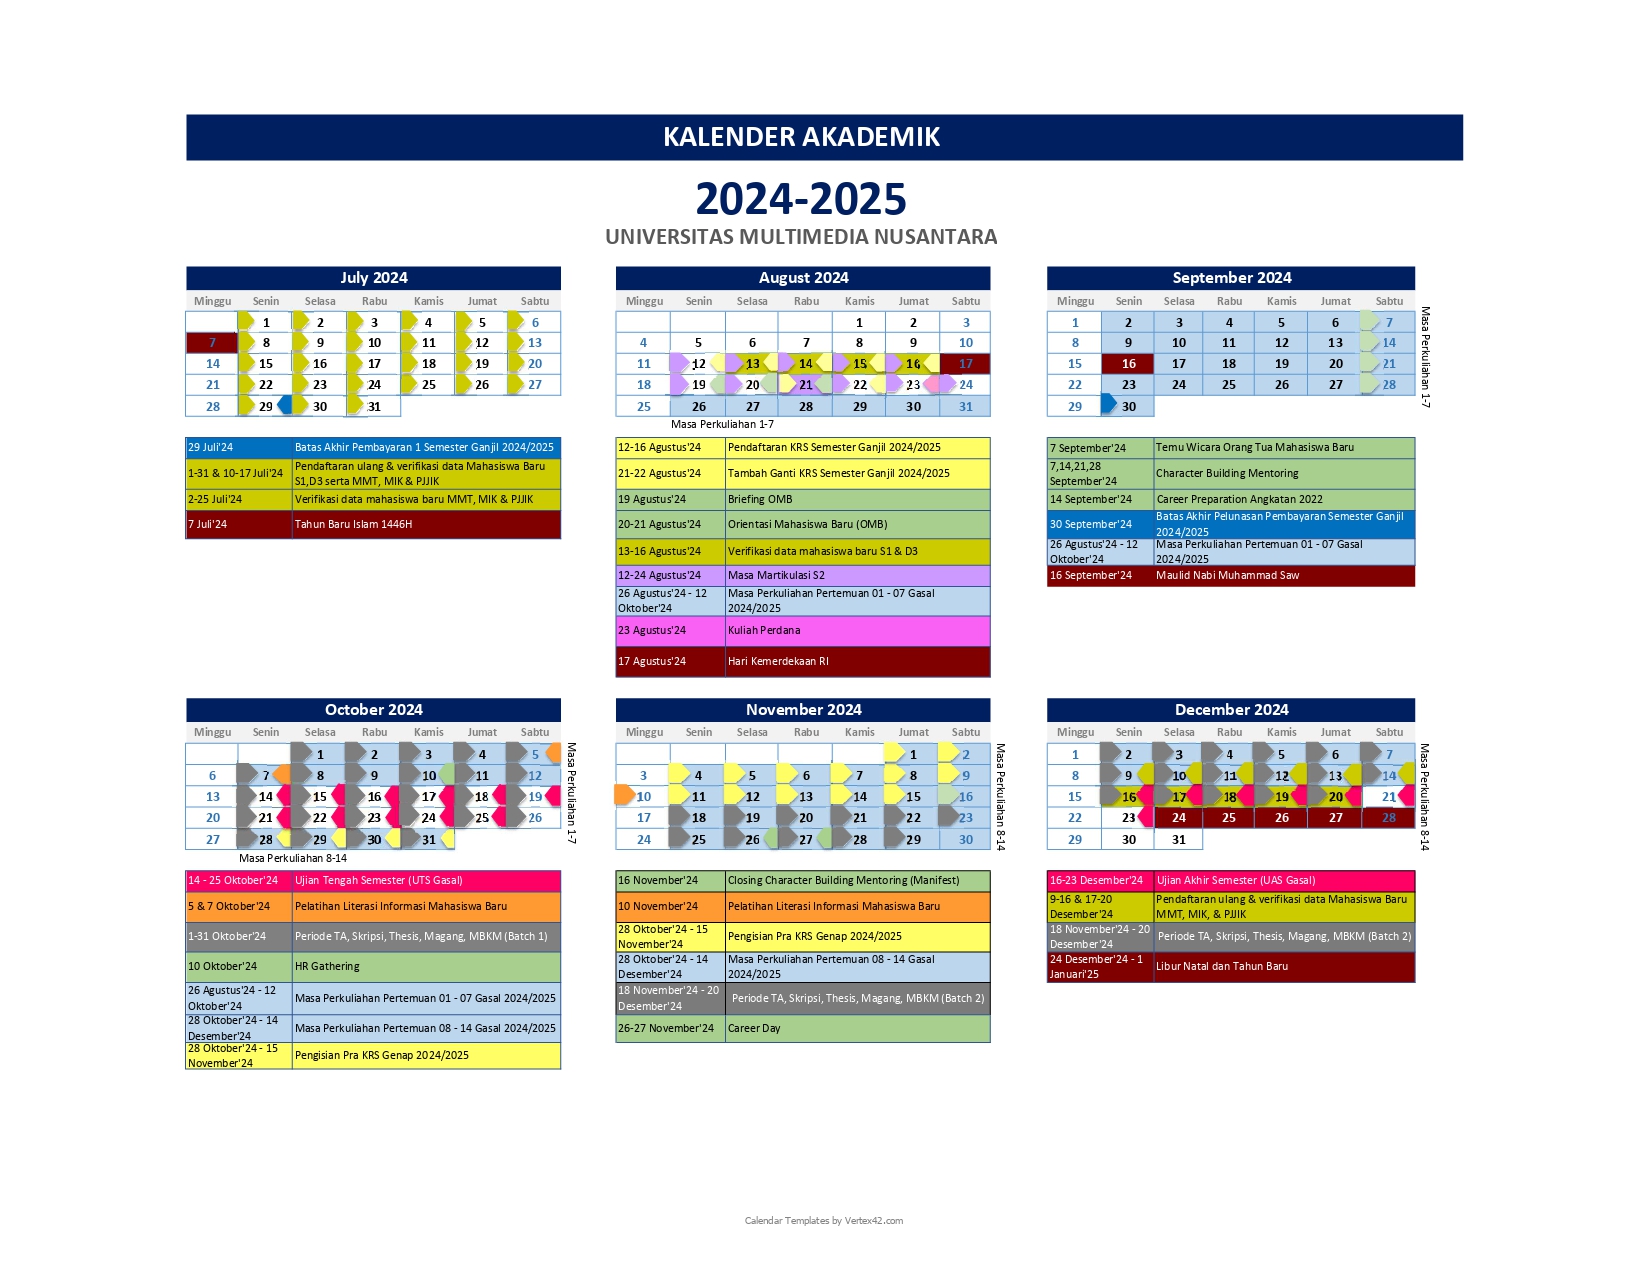 KALENDER AKADEMIK
2024-2025
UNIVERSITAS MULTIMEDIA NUSANTARA
July 2024
Minggu Senin Selasa Rabu Kamis Jumat Sabtu
1 2 3 4 5 6
7 8 9 10 11 12 13
14 15 16 17 18 19 20
21 22 23 24 25 26 27
28 29 30 31
29 Juli'24 Batas Akhir Pembayaran 1 Semester Ganjil 2024/2025
1-31 & 10-17 Juli'24 Pendaftaran ulang & verifikasi data Mahasiswa Baru
S1,D3 serta MMT, MIK & PJJIK
2-25 Juli'24 Verifikasi data mahasiswa baru MMT, MIK & PJJIK
7 Juli'24 Tahun Baru Islam 1446H
August 2024
Minggu Senin Selasa Rabu Kamis Jumat Sabtu
1 2 3
4 5 6 7 8 9 10
11 12 13 14 15 16 17
18 19 20 21 22 23 24
25 26 27 28 29 30 31
Masa Perkuliahan 1-7
12-16 Agustus'24 Pendaftaran KRS Semester Ganjil 2024/2025
21-22 Agustus'24 Tambah Ganti KRS Semester Ganjil 2024/2025
19 Agustus'24 Briefing OMB
20-21 Agustus'24 Orientasi Mahasiswa Baru (OMB)
13-16 Agustus'24 Verifikasi data mahasiswa baru S1 & D3
12-24 Agustus'24 Masa Martikulasi S2
26 Agustus'24 - 12 Masa Perkuliahan Pertemuan 01 - 07 Gasal
Oktober'24 2024/2025
23 Agustus'24 Kuliah Perdana
17 Agustus'24 Hari Kemerdekaan RI
September 2024
Minggu Senin Selasa Rabu Kamis Jumat Sabtu
1 2 3 4 5 6 7
8 9 10 11 12 13 14
15 16 17 18 19 20 21
22 23 24 25 26 27 28
29 30
Masa Perkuliahan 1-7
7 September'24 Temu Wicara Orang Tua Mahasiswa Baru
7,14,21,28
September'24 Character Building Mentoring
14 September'24 Career Preparation Angkatan 2022
30 September'24 Batas Akhir Pelunasan Pembayaran Semester Ganjil
2024/2025
26 Agustus'24 - 12 Masa Perkuliahan Pertemuan 01 - 07 Gasal
Oktober'24 2024/2025
16 September'24 Maulid Nabi Muhammad Saw
October 2024
Minggu Senin Selasa Rabu Kamis Jumat Sabtu
1 2 3 4 5
6 7 8 9 10 11 12
13 14 15 16 17 18 19
20 21 22 23 24 25 26
27 28 29 30 31
Masa Perkuliahan 1-7
Masa Perkuliahan 8-14
14 - 25 Oktober'24 Ujian Tengah Semester (UTS Gasal)
5 & 7 Oktober'24 Pelatihan Literasi Informasi Mahasiswa Baru
1-31 Oktober'24 Periode TA, Skripsi, Thesis, Magang, MBKM (Batch 1)
10 Oktober'24 HR Gathering
26 Agustus'24 - 12
Oktober'24 Masa Perkuliahan Pertemuan 01 - 07 Gasal 2024/2025
28 Oktober'24 - 14
Desember'24 Masa Perkuliahan Pertemuan 08 - 14 Gasal 2024/2025
28 Oktober'24 - 15
November'24 Pengisian Pra KRS Genap 2024/2025
November 2024
Minggu Senin Selasa Rabu Kamis Jumat Sabtu
1 2
3 4 5 6 7 8 9
10 11 12 13 14 15 16
17 18 19 20 21 22 23
24 25 26 27 28 29 30
Masa Perkuliahan 8-14
16 November'24 Closing Character Building Mentoring (Manifest)
10 November'24 Pelatihan Literasi Informasi Mahasiswa Baru
28 Oktober'24 - 15
November'24 Pengisian Pra KRS Genap 2024/2025
28 Oktober'24 - 14 Masa Perkuliahan Pertemuan 08 - 14 Gasal
Desember'24 2024/2025
18 November'24 - 20
Desember'24 Periode TA, Skripsi, Thesis, Magang, MBKM (Batch 2)
26-27 November'24 Career Day
December 2024
Minggu Senin Selasa Rabu Kamis Jumat Sabtu
1 2 3 4 5 6 7
8 9 10 11 12 13 14
15 16 17 18 19 20 21
22 23 24 25 26 27 28
29 30 31
Masa Perkuliahan 8-14
16-23 Desember'24 Ujian Akhir Semester (UAS Gasal)
9-16 & 17-20 Pendaftaran ulang & verifikasi data Mahasiswa Baru
Desember'24 MMT, MIK, & PJJIK
18 November'24 - 20
Desember'24 Periode TA, Skripsi, Thesis, Magang, MBKM (Batch 2)
24 Desember'24 - 1
Januari'25 Libur Natal dan Tahun Baru
Calendar Templates by Vertex42.com